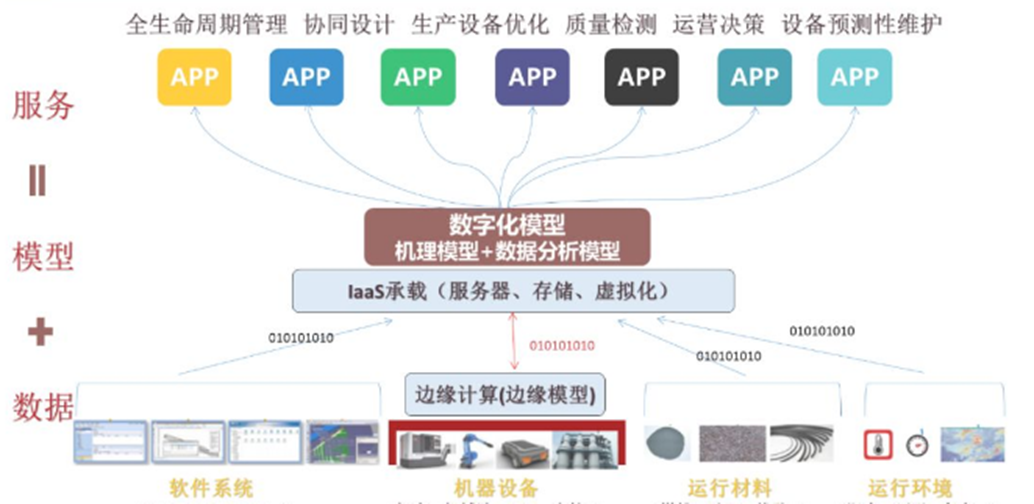 全生命周期管理 协同设计 生产设备优化 质量检测 运营决策 设备预测性维护
APP APP APP APP APP APP APP
服务
=
数字化模型
机理模型+数据分析模型
模型
IaaS承载（服务器、存储、虚拟化）
+
010101010 010101010 010101010 010101010
边缘计算(边缘模型)
数据
软件系统 机器设备 运行材料 运行环境